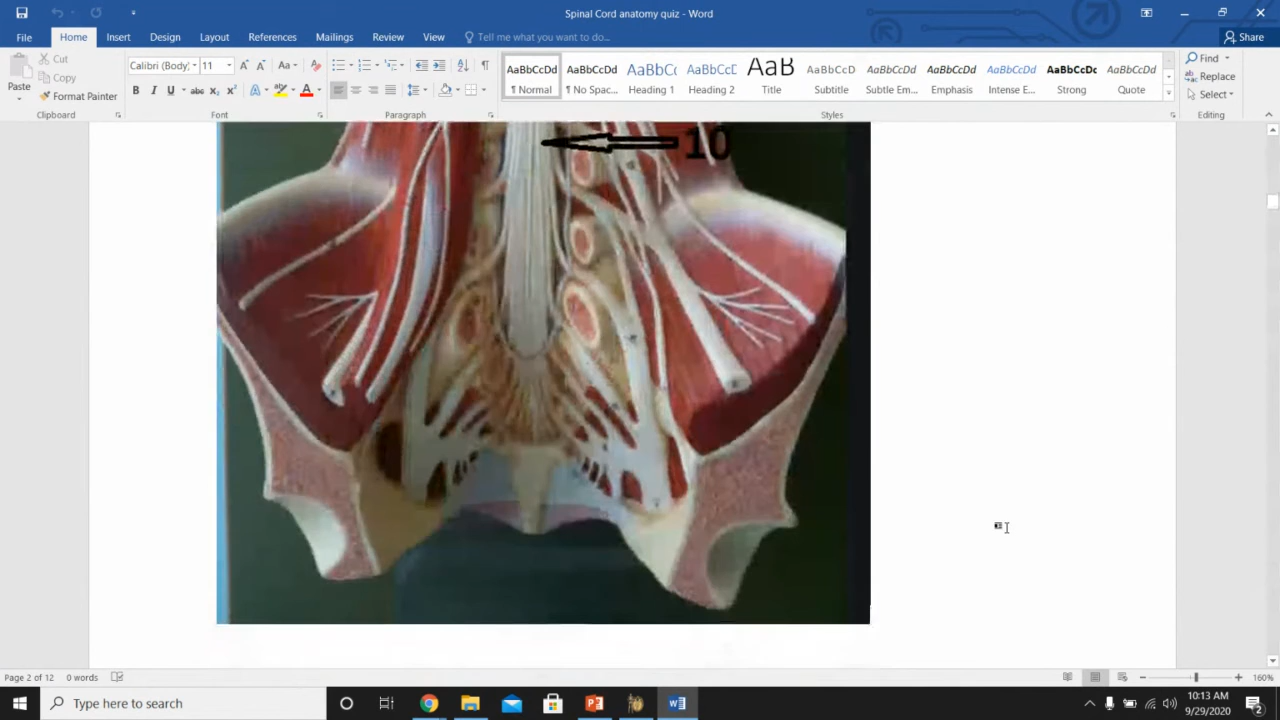 Spinal Cord anatomy quiz - Word
File Home Insert Design Layout References Mailings Review View Tell me what you want to do... Share
Paste
Cut
Copy
Format Painter
Clipboard
Calibri (Body) 11
Font
Paragraph
AaBbCcDd AaBbCcDd AaBbC( AaBbCcC AaB AaBbCcD AaBbCcDd AaBbCcDd AaBbCcDd AaBbCcDc AaBbCcDd
¶ Normal ¶ No Spac... Heading 1 Heading 2 Title Subtitle Subtle Em... Emphasis Intense E... Strong Quote
Styles
Find
Replace
Select
Editing
10
Page 2 of 12 0 words
160%
Type here to search
10:13 AM
9/29/2020
2